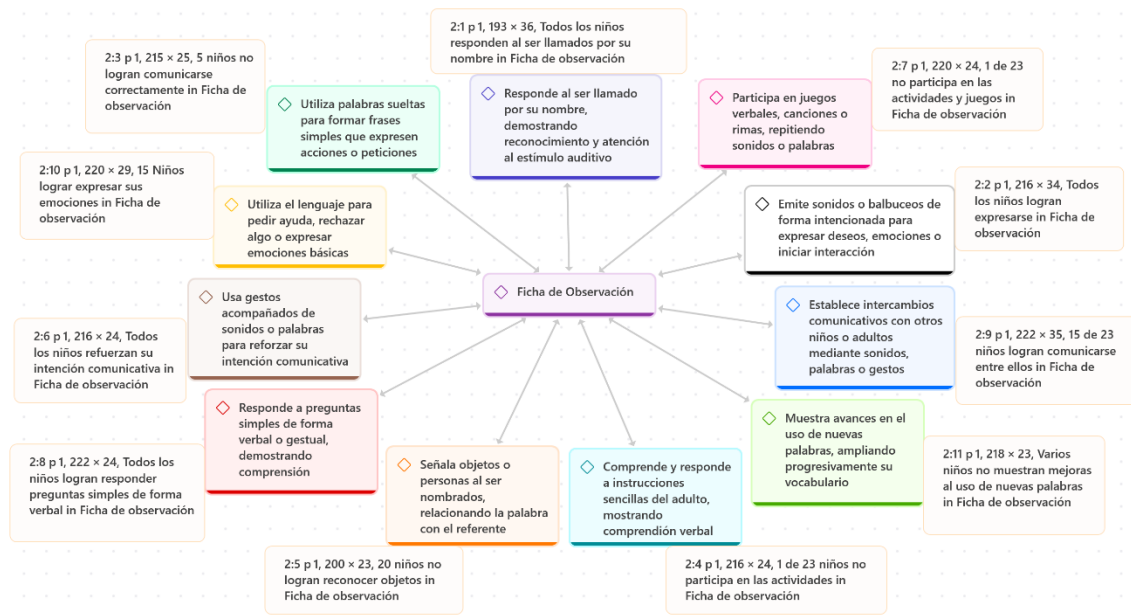 2:1 p 1, 193 × 36, Todos los niños
responden al ser llamados por su
nombre in Ficha de observación
2:3 p 1, 215 × 25, 5 niños no
logran comunicarse
correctamente in Ficha de
observación
2:7 p 1, 220 × 24, 1 de 23
no participa en las
actividades y juegos in
Ficha de observación
Utiliza palabras sueltas
para formar frases
simples que expresen
acciones o peticiones
Responde al ser llamado
por su nombre,
demostrando
reconocimiento y atención
al estímulo auditivo
Participa en juegos
verbales, canciones o
rimas, repitiendo
sonidos o palabras
2:10 p 1, 220 × 29, 15 Niños
lograr expresar sus
emociones in Ficha de
observación
Utiliza el lenguaje para
pedir ayuda, rechazar
algo o expresar
emociones básicas
Emite sonidos o balbuceos de
forma intencionada para
expresar deseos, emociones o
iniciar interacción
2:2 p 1, 216 × 34, Todos
los niños logran
expresarse in Ficha de
observación
Ficha de Observación
Usa gestos
acompañados de
sonidos o palabras
para reforzar su
intención comunicativa
Establece intercambios
comunicativos con otros
niños o adultos
mediante sonidos,
palabras o gestos
2:6 p 1, 216 × 24, Todos
los niños refuerzan su
intención comunicativa in
Ficha de observación
2:9 p 1, 222 × 35, 15 de 23
niños logran comunicarse
entre ellos in Ficha de
observación
Responde a preguntas
simples de forma
verbal o gestual,
demostrando
comprensión
Muestra avances en el
uso de nuevas
palabras, ampliando
progresivamente su
vocabulario
2:8 p 1, 222 × 24, Todos los
niños logran responder
preguntas simples de forma
verbal in Ficha de observación
Señala objetos o
personas al ser
nombrados,
relacionando la palabra
con el referente
Comprende y responde
a instrucciones
sencillas del adulto,
mostrando
comprendión verbal
2:11 p 1, 218 × 23, Varios
niños no muestran mejoras
al uso de nuevas palabras
in Ficha de observación
2:5 p 1, 200 × 23, 20 niños no
logran reconocer objetos in
Ficha de observación
2:4 p 1, 216 × 24, 1 de 23 niños no
participa en las actividades in
Ficha de observación